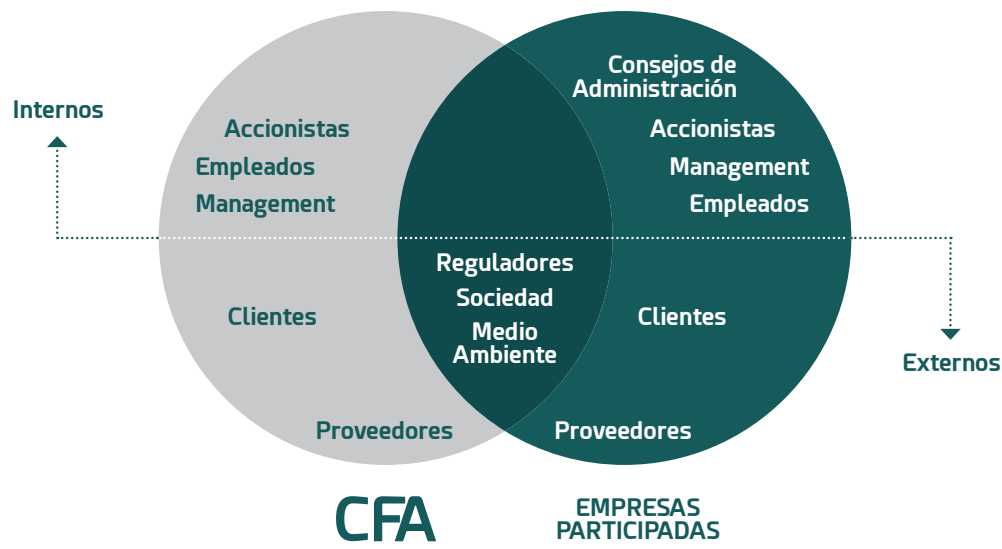 Internos
Accionistas
Empleados
Management
Clientes
Proveedores
Reguladores
Sociedad
Medio
Ambiente
Consejos de
Administración
Accionistas
Management
Empleados
Clientes
Proveedores
Externos
CFA
EMPRESAS
PARTICIPADAS